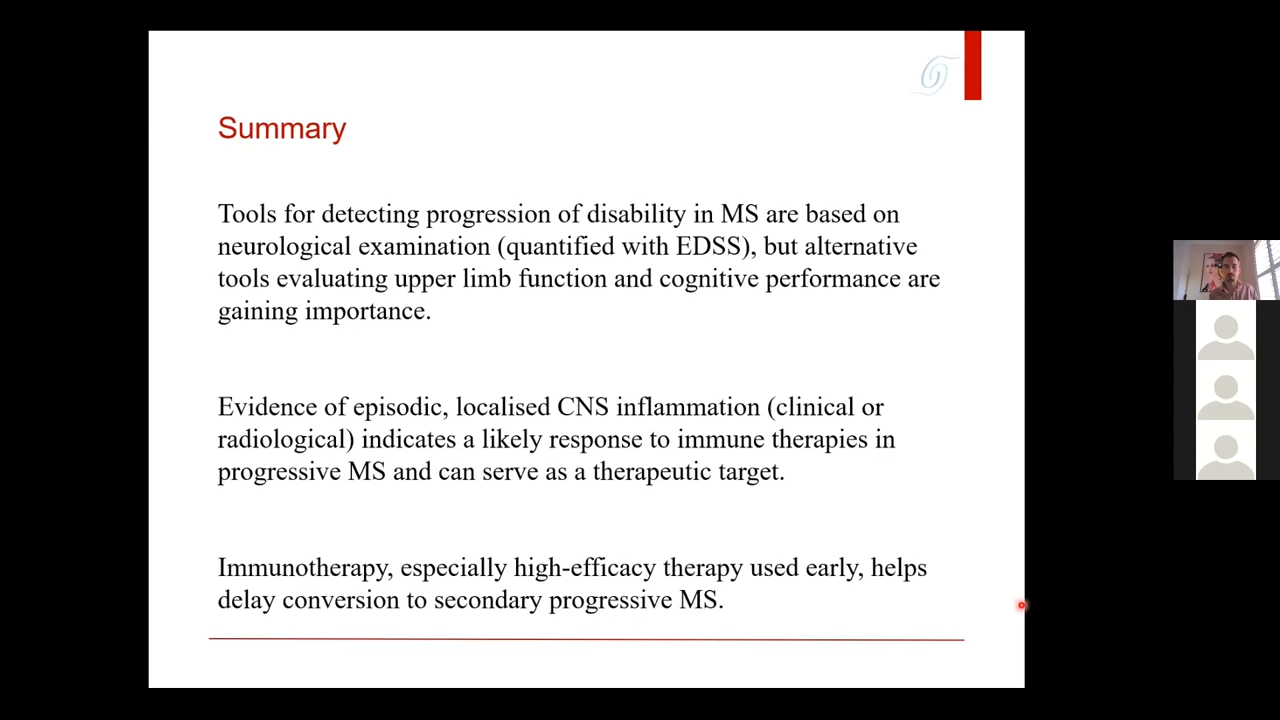 Summary
Tools for detecting progression of disability in MS are based on
neurological examination (quantified with EDSS), but alternative
tools evaluating upper limb function and cognitive performance are
gaining importance.
Evidence of episodic, localised CNS inflammation (clinical or
radiological) indicates a likely response to immune therapies in
progressive MS and can serve as a therapeutic target.
Immunotherapy, especially high-efficacy therapy used early, helps
delay conversion to secondary progressive MS.